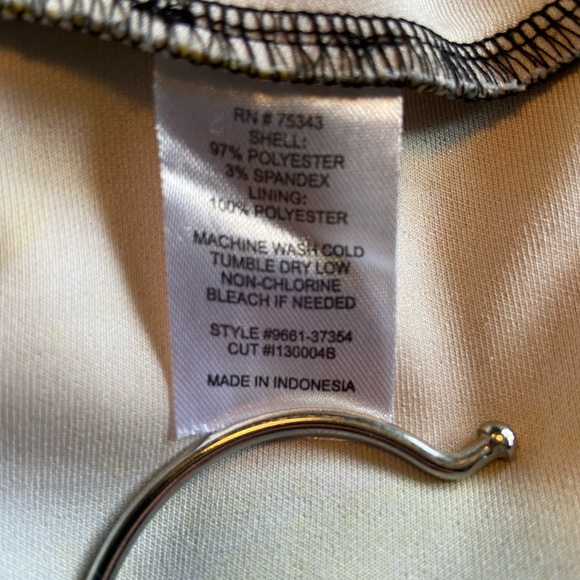 RN # 75343
SHELL:
97% POLYESTER
3% SPANDEX
LINING:
100% POLYESTER
MACHINE WASH COLD
TUMBLE DRY LOW
NON-CHLORINE
BLEACH IF NEEDED
STYLE #9661-37354
CUT #I130004B
MADE IN INDONESIA